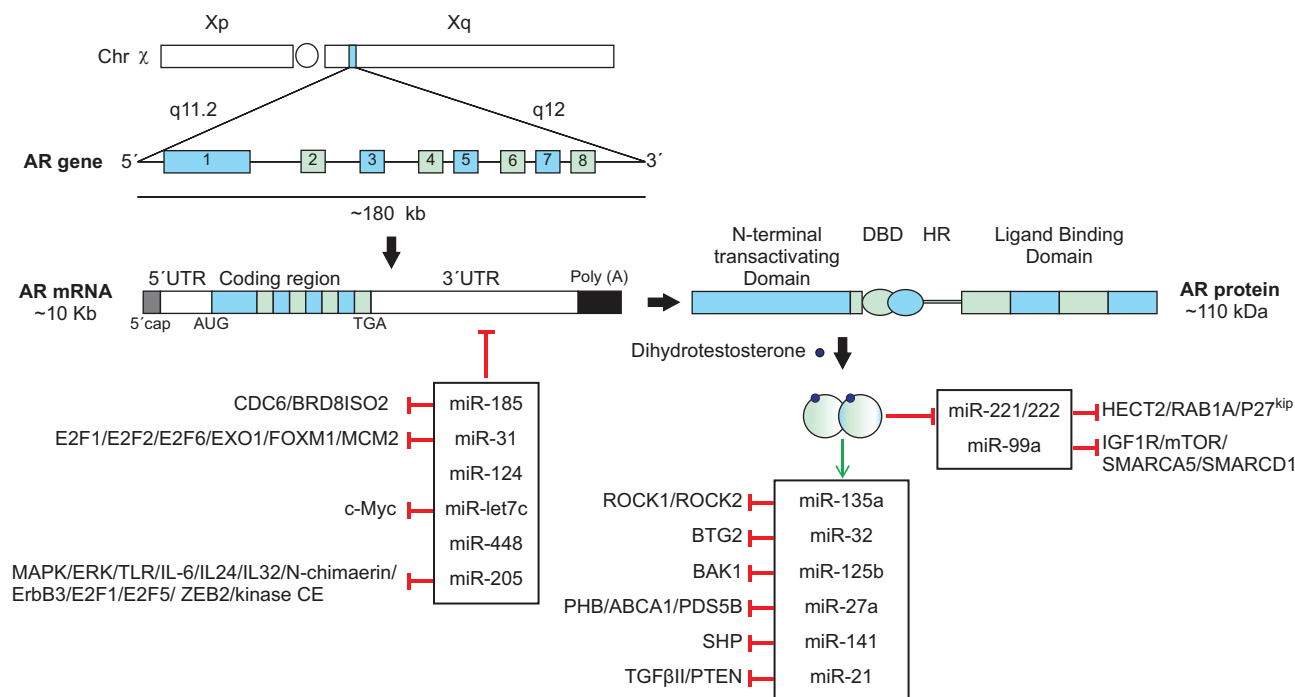 Xp
Xq
Chr χ
q11.2
q12
AR gene
5´
1
2
3
4
5
6
7
8
3´
~180 kb
AR mRNA
~10 Kb
5´UTR
Coding region
3´UTR
Poly (A)
5´cap
AUG
TGA
N-terminal
transactivating
Domain
DBD
HR
Ligand Binding
Domain
AR protein
~110 kDa
Dihydrotestosterone
CDC6/BRD8ISO2
miR-185
E2F1/E2F2/E2F6/EXO1/FOXM1/MCM2
miR-31
miR-124
c-Myc
miR-let7c
miR-448
MAPK/ERK/TLR/IL-6/IL24/IL32/N-chimaerin/
ErbB3/E2F1/E2F5/ ZEB2/kinase CE
miR-205
miR-221/222
HECT2/RAB1A/P27kip
miR-99a
IGF1R/mTOR/
SMARCA5/SMARCD1
ROCK1/ROCK2
miR-135a
BTG2
miR-32
BAK1
miR-125b
PHB/ABCA1/PDS5B
miR-27a
SHP
miR-141
TGFβII/PTEN
miR-21